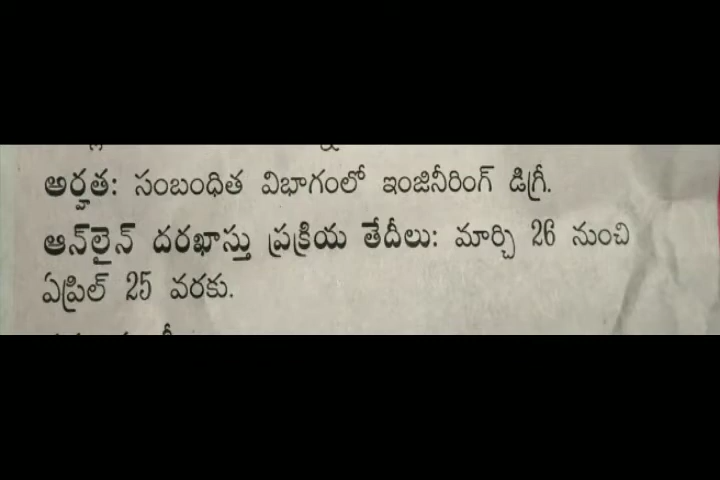 అర్హత: సంబంధిత విభాగంలో ఇంజినీరింగ్ డిగ్రీ.
ఆన్‌లైన్ దరఖాస్తు ప్రక్రియ తేదీలు: మార్చి 26 నుంచి
ఏప్రిల్ 25 వరకు.